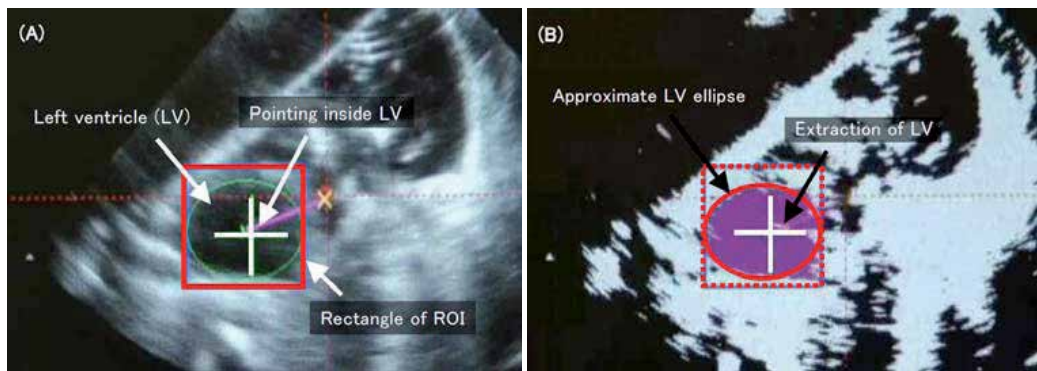 (A)
Left ventricle (LV)
Pointing inside LV
Rectangle of ROI
(B)
Approximate LV ellipse
Extraction of LV